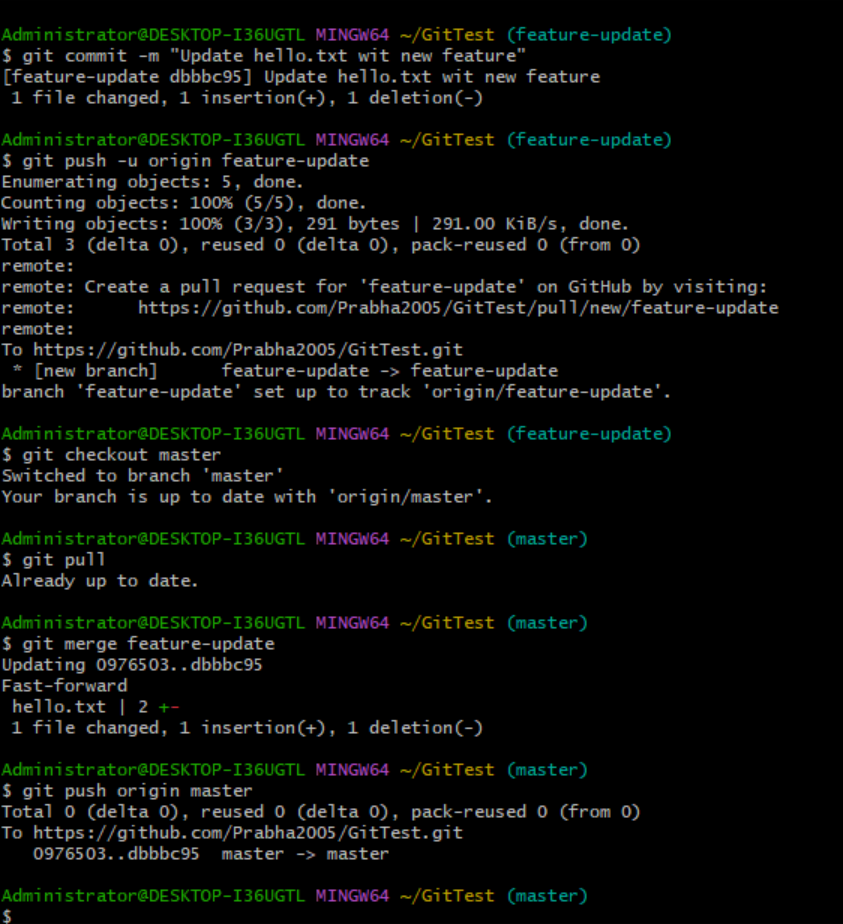 Administrator@DESKTOP-I36UGTL MINGW64 ~/GitTest (feature-update)
$ git commit -m "Update hello.txt wit new feature"
[feature-update dbbbc95] Update hello.txt wit new feature
 1 file changed, 1 insertion(+), 1 deletion(-)

Administrator@DESKTOP-I36UGTL MINGW64 ~/GitTest (feature-update)
$ git push -u origin feature-update
Enumerating objects: 5, done.
Counting objects: 100% (5/5), done.
Writing objects: 100% (3/3), 291 bytes | 291.00 KiB/s, done.
Total 3 (delta 0), reused 0 (delta 0), pack-reused 0 (from 0)
remote:
remote: Create a pull request for 'feature-update' on GitHub by visiting:
remote:      https://github.com/Prabha2005/GitTest/pull/new/feature-update
remote:
To https://github.com/Prabha2005/GitTest.git
 * [new branch]      feature-update -> feature-update
branch 'feature-update' set up to track 'origin/feature-update'.

Administrator@DESKTOP-I36UGTL MINGW64 ~/GitTest (feature-update)
$ git checkout master
Switched to branch 'master'
Your branch is up to date with 'origin/master'.

Administrator@DESKTOP-I36UGTL MINGW64 ~/GitTest (master)
$ git pull
Already up to date.

Administrator@DESKTOP-I36UGTL MINGW64 ~/GitTest (master)
$ git merge feature-update
Updating 0976503..dbbbc95
Fast-forward
 hello.txt | 2 +-
 1 file changed, 1 insertion(+), 1 deletion(-)

Administrator@DESKTOP-I36UGTL MINGW64 ~/GitTest (master)
$ git push origin master
Total 0 (delta 0), reused 0 (delta 0), pack-reused 0 (from 0)
To https://github.com/Prabha2005/GitTest.git
   0976503..dbbbc95  master -> master

Administrator@DESKTOP-I36UGTL MINGW64 ~/GitTest (master)
$